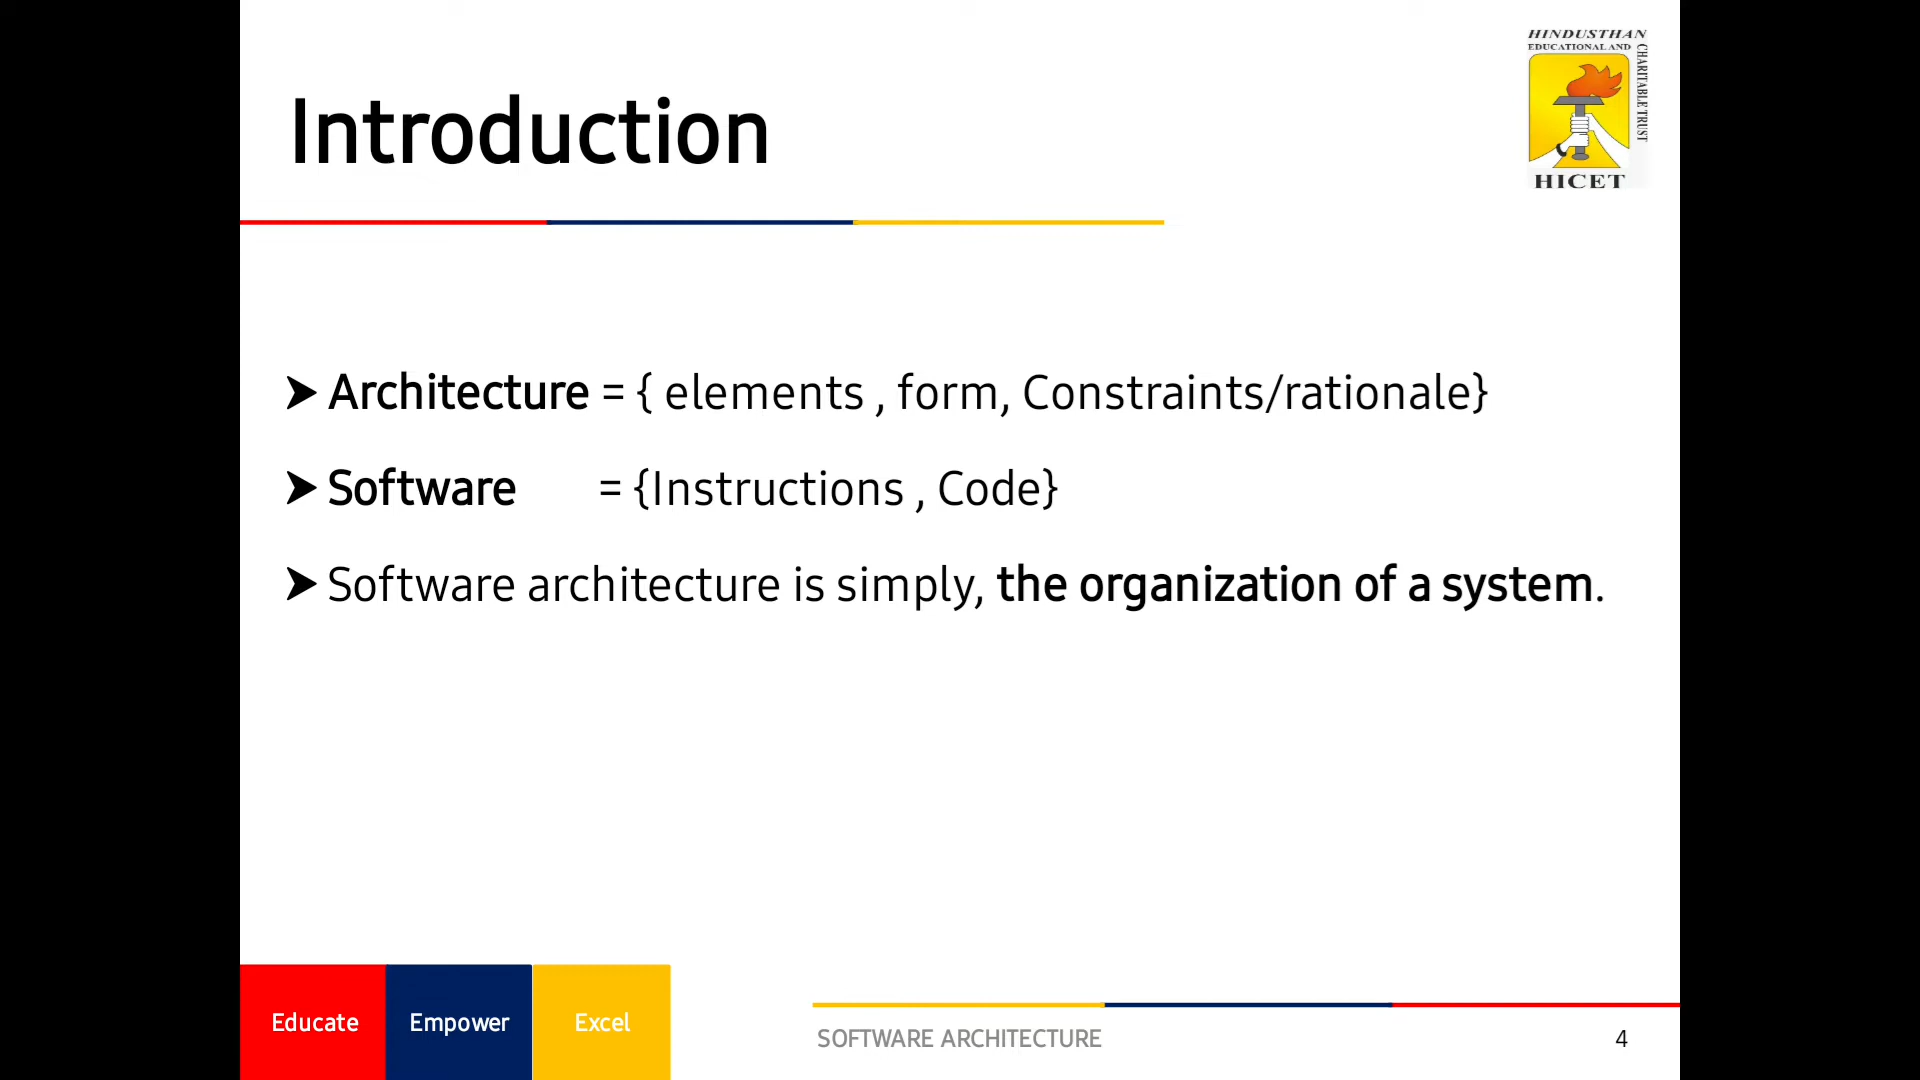 HINDUSTHAN
EDUCATIONAL AND
CHARITABLE TRUST
HICET
Introduction
➤ Architecture = { elements , form, Constraints/rationale}
➤ Software = {Instructions , Code}
➤ Software architecture is simply, the organization of a system.
Educate Empower Excel
SOFTWARE ARCHITECTURE 4